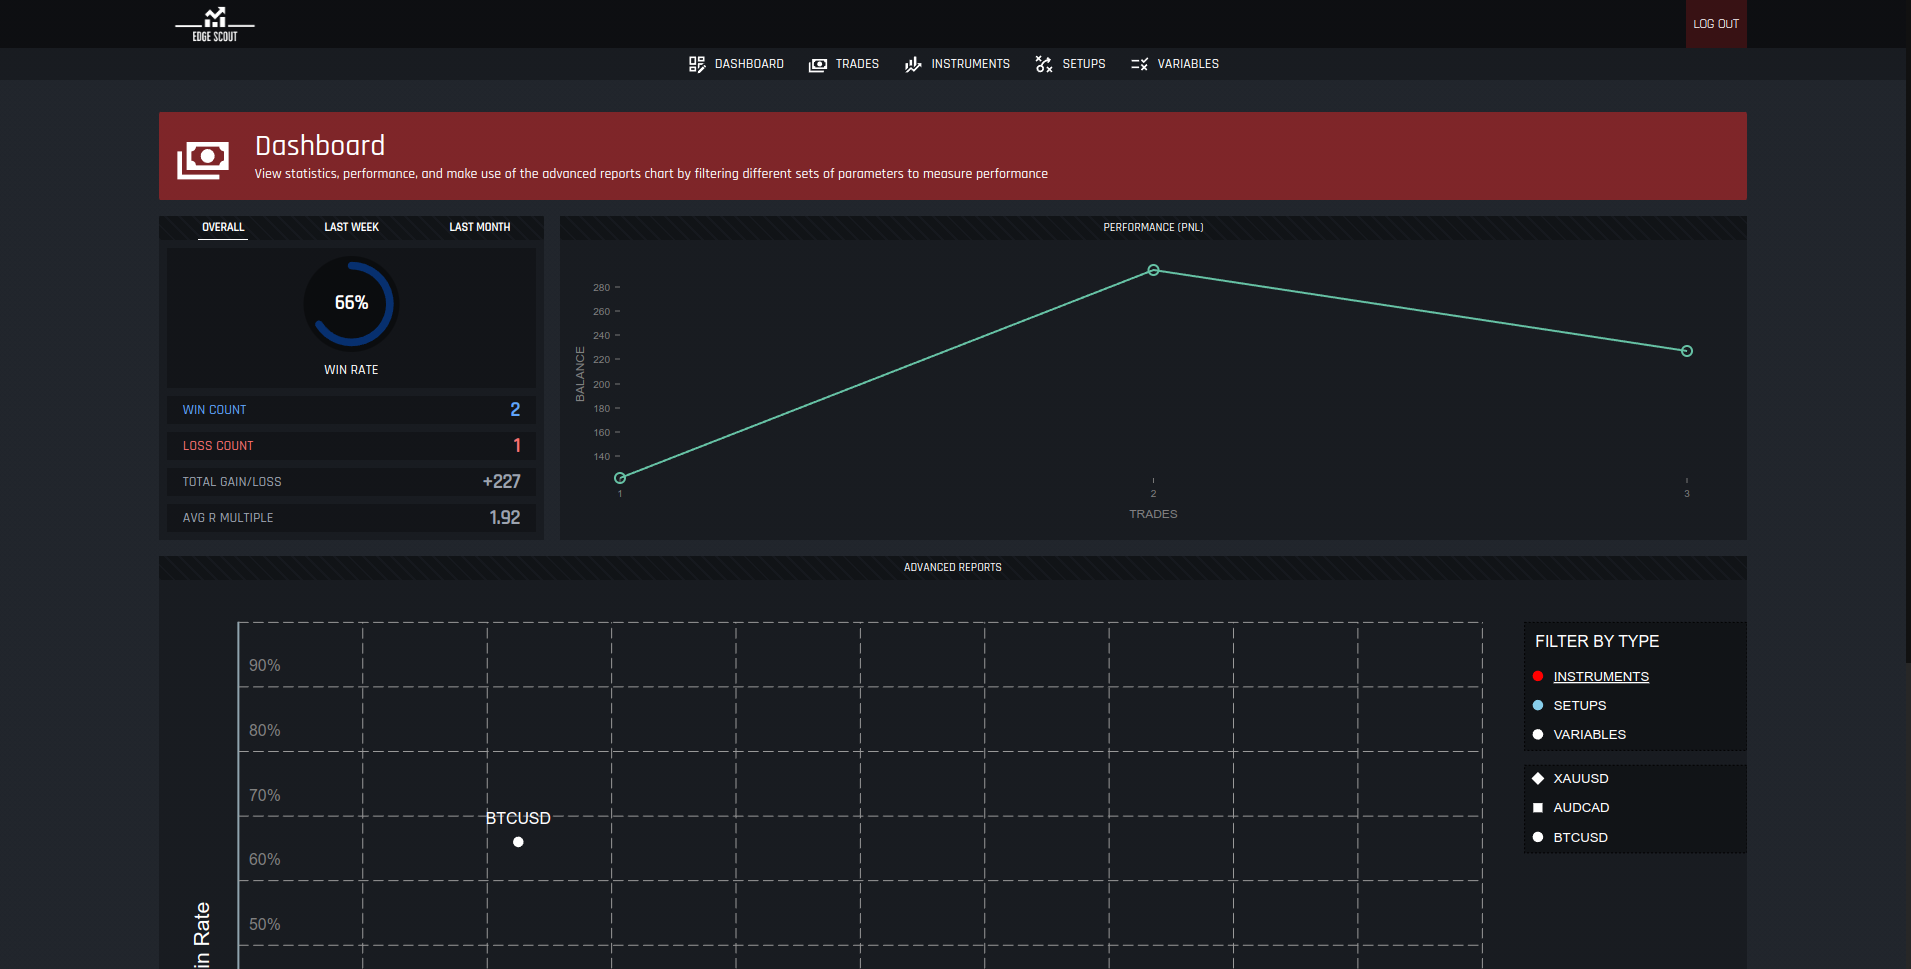 EDGE SCOUT
LOG OUT
DASHBOARD TRADES INSTRUMENTS SETUPS VARIABLES
Dashboard
View statistics, performance, and make use of the advanced reports chart by filtering different sets of parameters to measure performance
OVERALL LAST WEEK LAST MONTH
66%
WIN RATE
WIN COUNT 2
LOSS COUNT 1
TOTAL GAIN/LOSS +227
AVG R MULTIPLE 1.92
PERFORMANCE (PNL)
280
260
240
220
200
180
160
140
BALANCE
1 2 3
TRADES
ADVANCED REPORTS
90%
80%
70%
60%
50%
in Rate
BTCUSD
FILTER BY TYPE
INSTRUMENTS
SETUPS
VARIABLES
XAUUSD
AUDCAD
BTCUSD